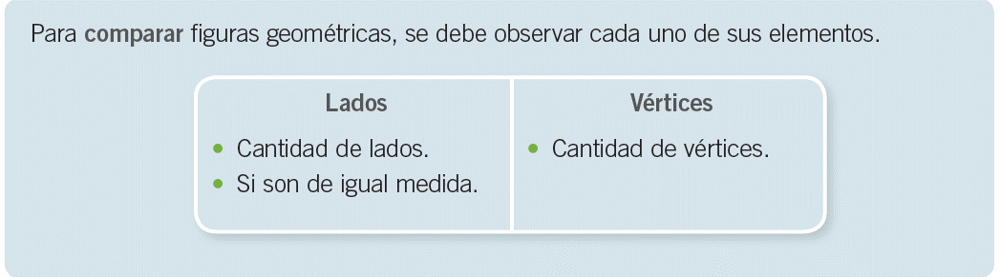 Para comparar figuras geométricas, se debe observar cada uno de sus elementos.
Lados
• Cantidad de lados.
• Si son de igual medida.
Vértices
• Cantidad de vértices.